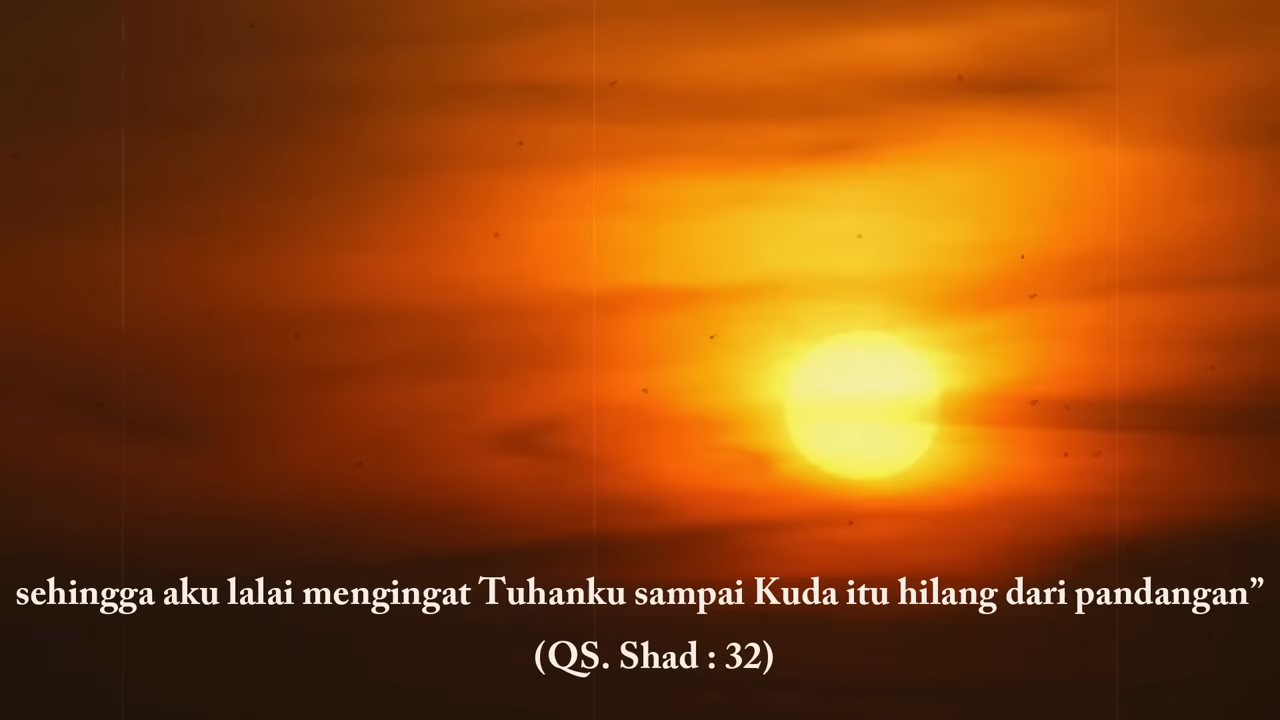 sehingga aku lalai mengingat Tuhanku sampai Kuda itu hilang dari pandangan”
(QS. Shad : 32)